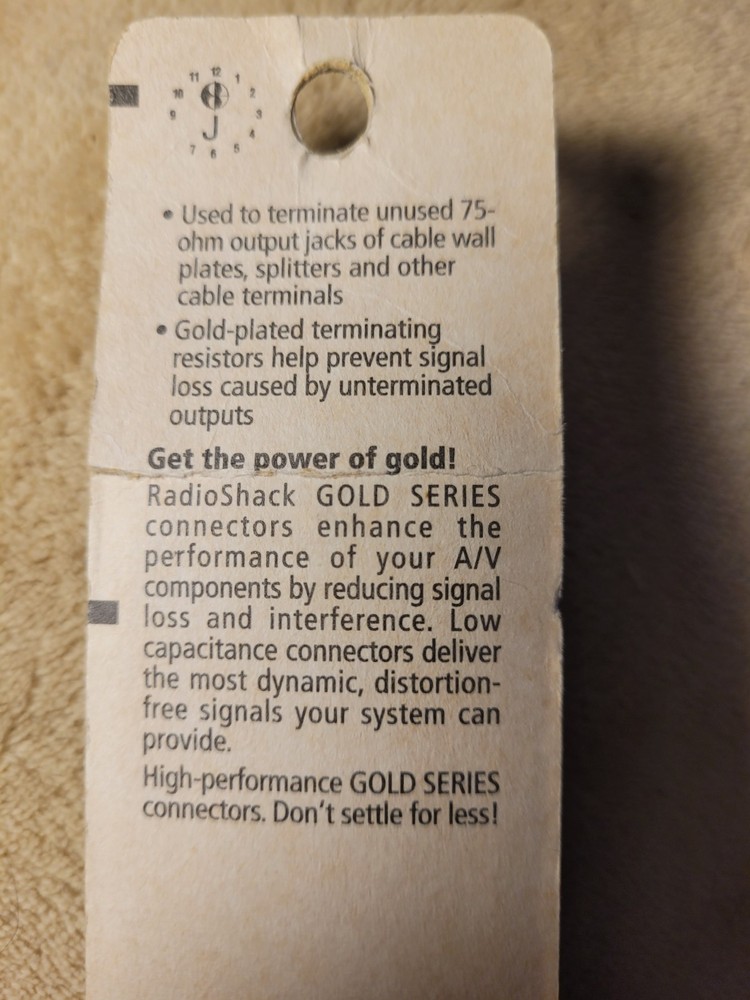 11 12 1
10 2
9 3
J 4
7 6 5
• Used to terminate unused 75-
ohm output jacks of cable wall
plates, splitters and other
cable terminals
• Gold-plated terminating
resistors help prevent signal
loss caused by unterminated
outputs
Get the power of gold!
RadioShack GOLD SERIES
connectors enhance the
performance of your A/V
components by reducing signal
loss and interference. Low
capacitance connectors deliver
the most dynamic, distortion-
free signals your system can
provide.
High-performance GOLD SERIES
connectors. Don't settle for less!